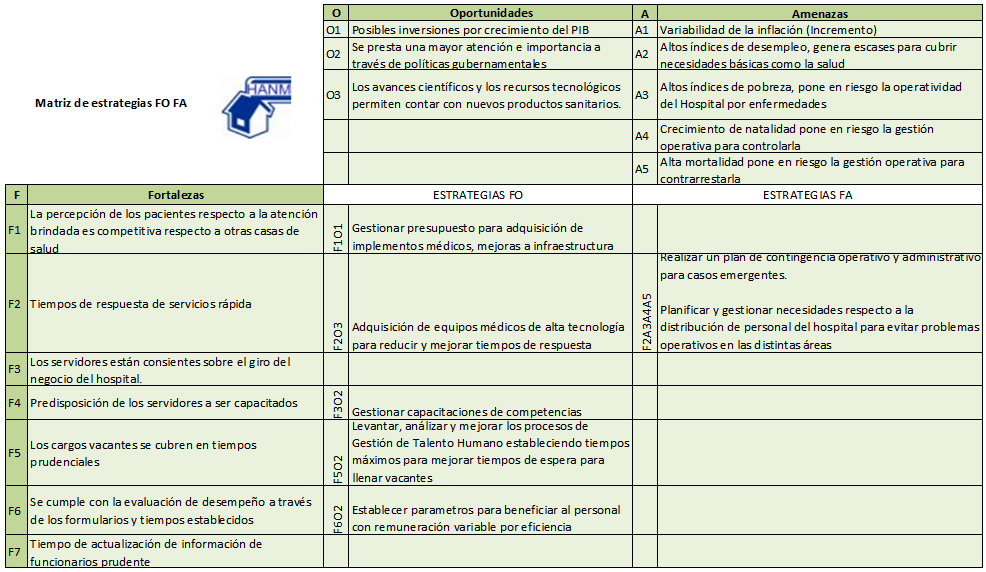 O Oportunidades A Amenazas
O1 Posibles inversiones por crecimiento del PIB A1 Variabilidad de la inflación (Incremento)
O2 Se presta una mayor atención e importancia a
través de políticas gubernamentales
A2 Altos índices de desempleo, genera escases para cubrir
necesidades básicas como la salud
Matriz de estrategias FO FA
HANM
O3 Los avances científicos y los recursos tecnológicos
permiten contar con nuevos productos sanitarios.
A3 Altos índices de pobreza, pone en riesgo la operatividad
del Hospital por enfermedades
A4 Crecimiento de natalidad pone en riesgo la gestión
operativa para controlarla
A5 Alta mortalidad pone en riesgo la gestión operativa para
contrarrestarla
F Fortalezas ESTRATEGIAS FO ESTRATEGIAS FA
F1 La percepción de los pacientes respecto a la atención
brindada es competitiva respecto a otras casas de
salud
F1O1 Gestionar presupuesto para adquisición de
implementos médicos, mejoras a infraestructura
F2 Tiempos de respuesta de servicios rápida
F2O3 Adquisición de equipos médicos de alta tecnología
para reducir y mejorar tiempos de respuesta
F2A3A4A5 Realizar un plan de contingencia operativo y administrativo
para casos emergentes.
Planificar y gestionar necesidades respecto a la
distribución de personal del hospital para evitar problemas
operativos en las distintas áreas
F3 Los servidores están consientes sobre el giro del
negocio del hospital.
F4 Predisposición de los servidores a ser capacitados
F3O2 Gestionar capacitaciones de competencias
F5 Los cargos vacantes se cubren en tiempos
prudenciales
F5O2 Levantar, análizar y mejorar los procesos de
Gestión de Talento Humano estableciendo tiempos
máximos para mejorar tiempos de espera para
llenar vacantes
F6 Se cumple con la evaluación de desempeño a través
de los formularios y tiempos establecidos
F6O2 Establecer parametros para beneficiar al personal
con remuneración variable por eficiencia
F7 Tiempo de actualización de información de
funcionarios prudente